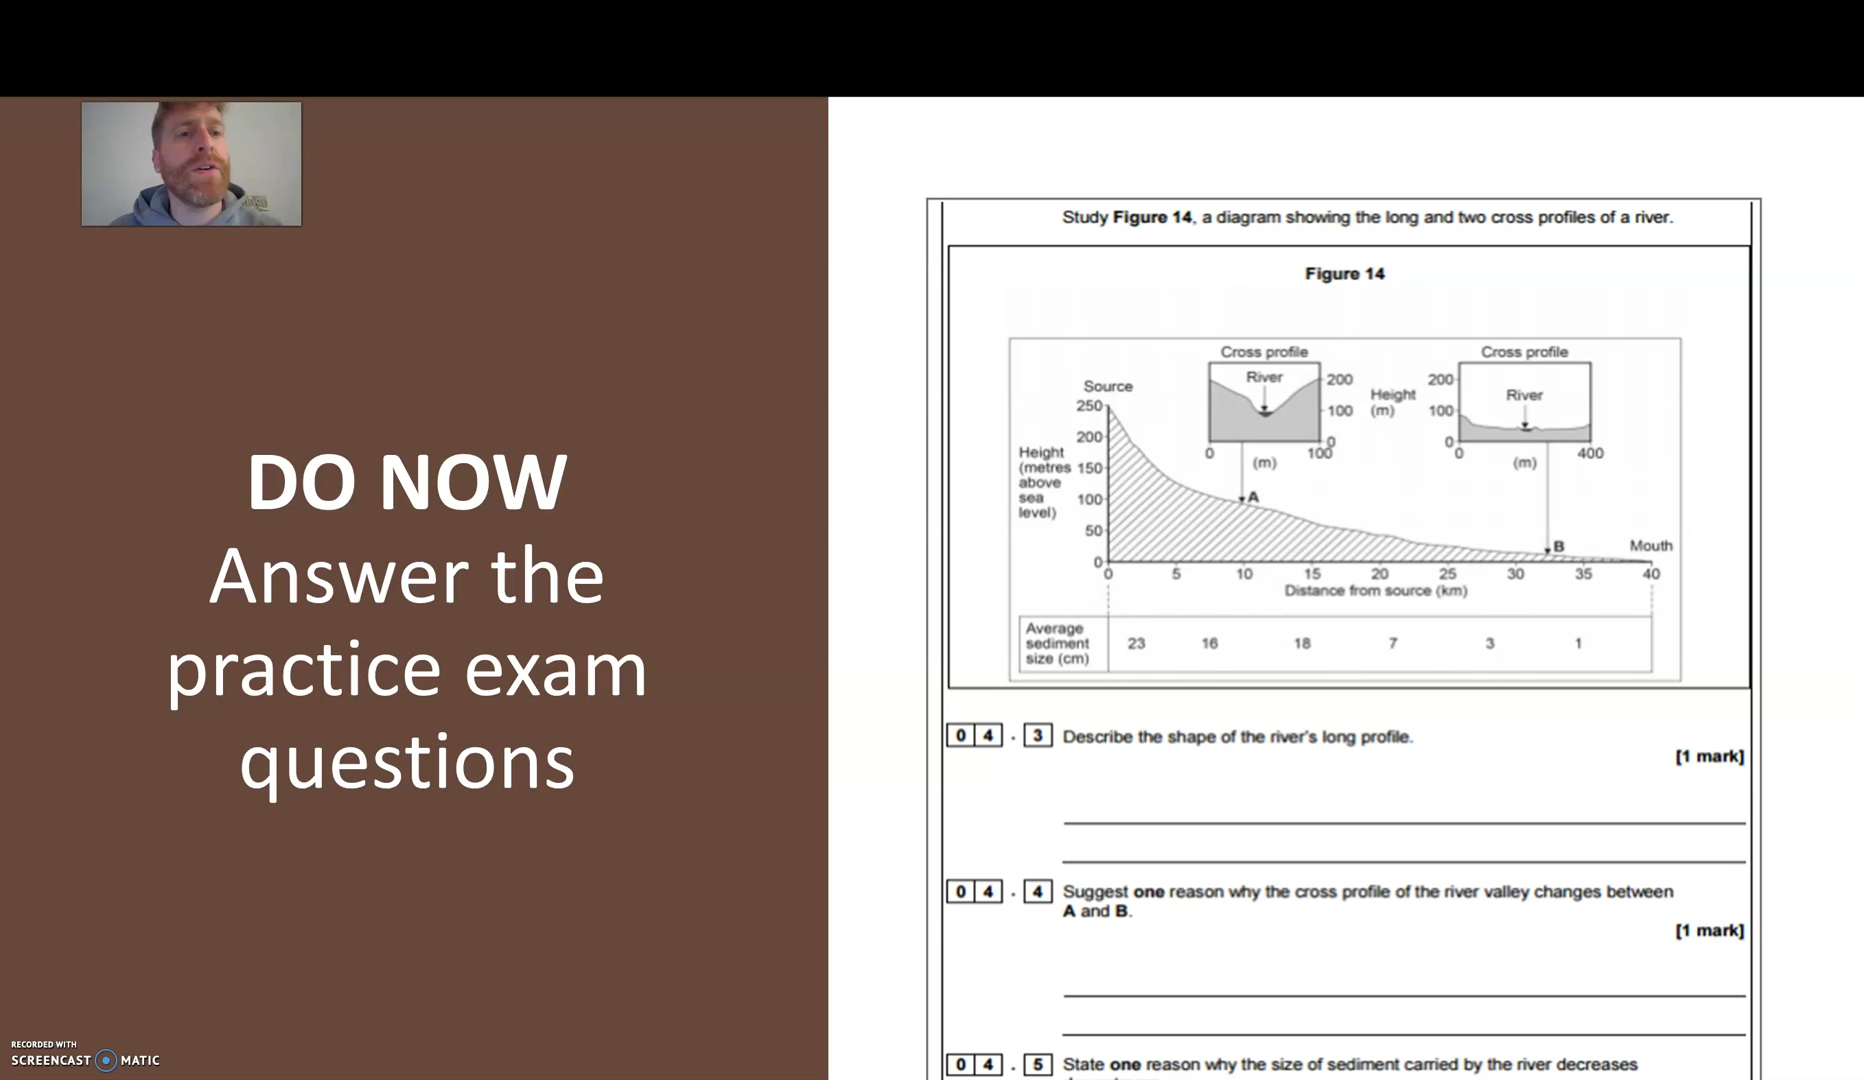 DO NOW
Answer the
practice exam
questions
RECORDED WITH
SCREENCAST MATIC
Study Figure 14, a diagram showing the long and two cross profiles of a river.
Figure 14
Cross profile
River
200
100
0
0
100
(m)
Height
(m)
Cross profile
River
200
100
0
0
400
(m)
Source
Height
(metres
above
sea
level)
250
200
150
100
50
0
A
B
Mouth
0 5 10 15 20 25 30 35 40
Distance from source (km)
Average
sediment
size (cm)
23 16 18 7 3 1
0 4 . 3 Describe the shape of the river's long profile.
[1 mark]
0 4 . 4 Suggest one reason why the cross profile of the river valley changes between
A and B.
[1 mark]
0 4 . 5 State one reason why the size of sediment carried by the river decreases